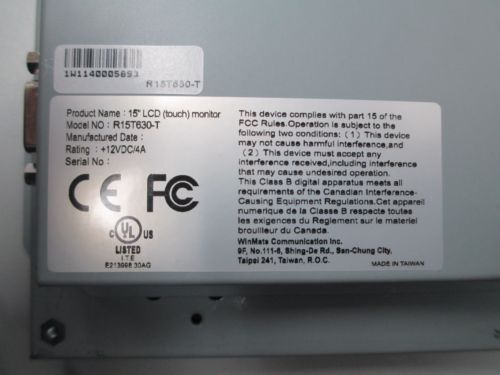 1W1140005893
R15T630-T
Product Name : 15" LCD (touch) monitor
Model NO : R15T630-T
Manufactured Date :
Rating : +12VDC/4A
Serial No :
CE FC
c UL US
LISTED
I.T.E
E213998 30AG
This device complies with part 15 of the
FCC Rules.Operation is subject to the
following two conditions: (1) This device
may not cause harmful interference,and
(2) This device must accept any
interference received,including interference
that may cause undesired operation.
This Class B digital apparatus meets all
requirements of the Canadian Interference-
Causing Equipment Regulations.Cet appareil
numerique de la Classe B respecte toutes
les exigences du Reglement sur le materiel
brouilleur du Canada.
WinMate Communication Inc.
9F, No.111-6, Shing-De Rd., San-Chung City,
Taipei 241, Taiwan, R.O.C.
MADE IN TAIWAN